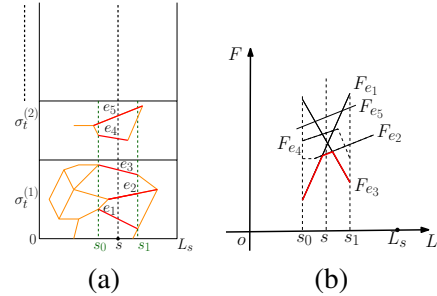 σ_t^(2)
e_5
e_4
σ_t^(1)
e_3
e_2
e_1
0
s_0 s s_1 L_s
(a)
F
F_{e_1}
F_{e_5}
F_{e_4} F_{e_2}
F_{e_3}
o s_0 s s_1 L_s L
(b)